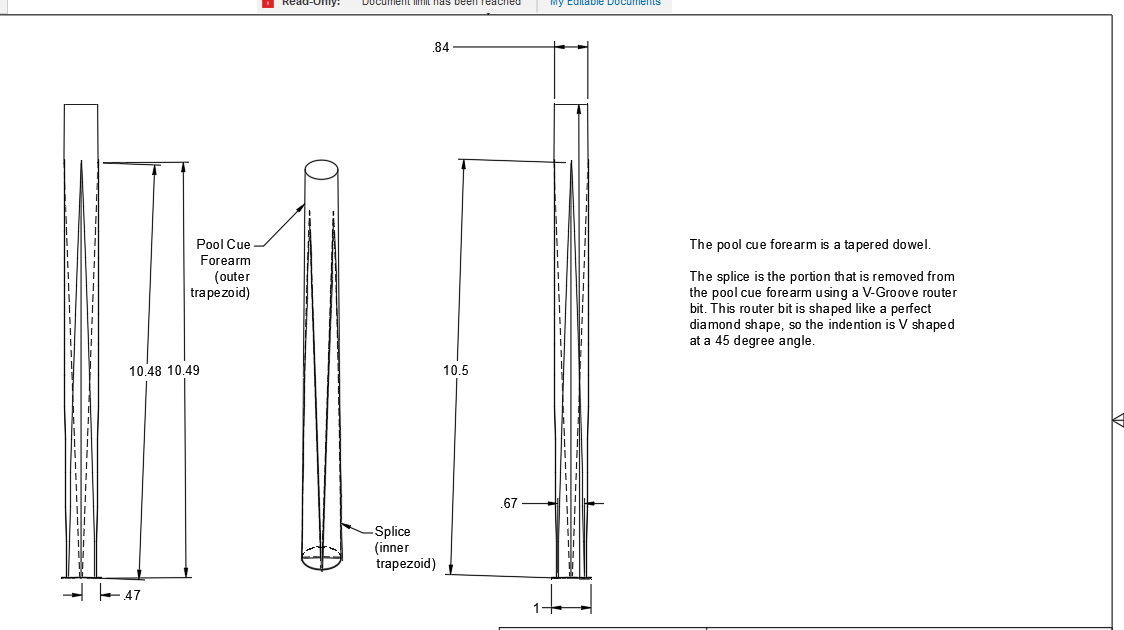 Read-Only: Document limit has been reached My Editable Documents
.84
Pool Cue
Forearm
(outer
trapezoid)
10.48 10.49
10.5
.67
Splice
(inner
trapezoid)
.47
1
The pool cue forearm is a tapered dowel.
The splice is the portion that is removed from
the pool cue forearm using a V-Groove router
bit. This router bit is shaped like a perfect
diamond shape, so the indention is V shaped
at a 45 degree angle.